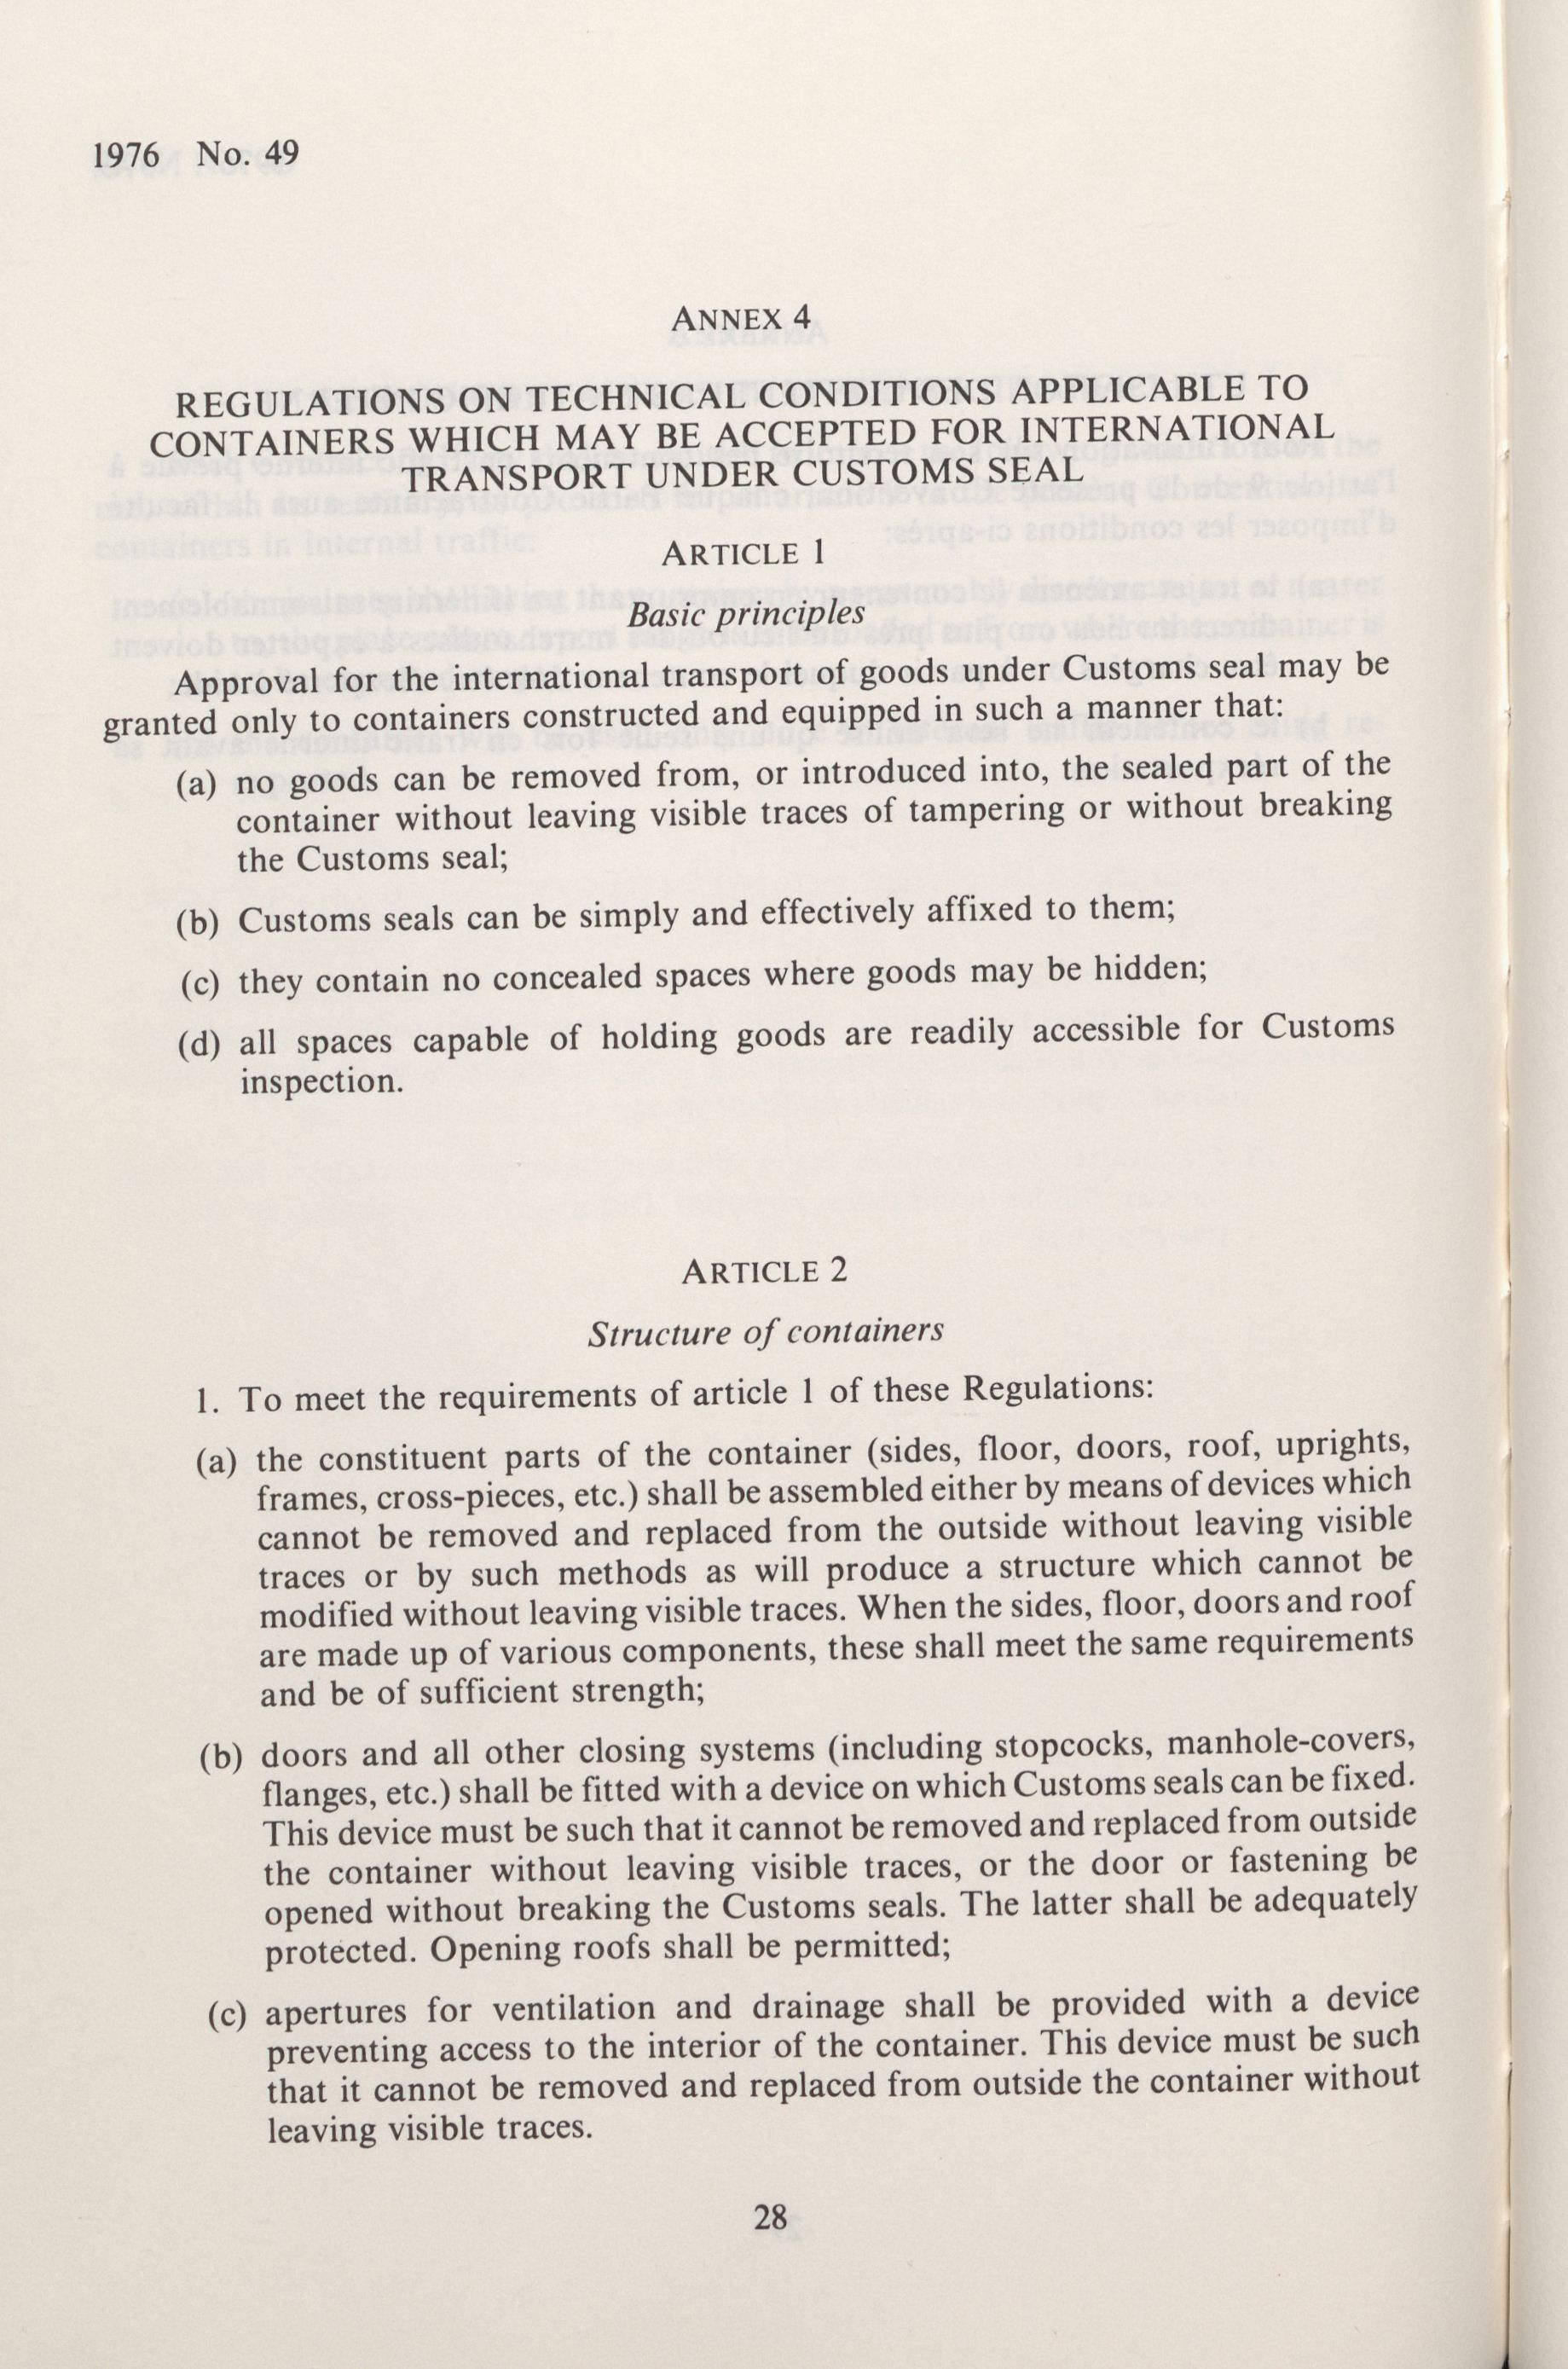 1976 No. 49
ANNEX 4
REGULATIONS ON TECHNICAL CONDITIONS APPLICABLE TO
CONTAINERS WHICH MAY BE ACCEPTED FOR INTERNATIONAL
TRANSPORT UNDER CUSTOMS SEAL
ARTICLE 1
Basic principles
Approval for the international transport of goods under Customs seal may be
granted only to containers constructed and equipped in such a manner that:
(a) no goods can be removed from, or introduced into, the sealed part of the
container without leaving visible traces of tampering or without breaking
the Customs seal;
(b) Customs seals can be simply and effectively affixed to them;
(c) they contain no concealed spaces where goods may be hidden;
(d) all spaces capable of holding goods are readily accessible for Customs
inspection.
ARTICLE 2
Structure of containers
1. To meet the requirements of article 1 of these Regulations:
(a) the constituent parts of the container (sides, floor, doors, roof, uprights,
frames, cross-pieces, etc.) shall be assembled either by means of devices which
cannot be removed and replaced from the outside without leaving visible
traces or by such methods as will produce a structure which cannot be
modified without leaving visible traces. When the sides, floor, doors and roof
are made up of various components, these shall meet the same requirements
and be of sufficient strength;
(b) doors and all other closing systems (including stopcocks, manhole-covers,
flanges, etc.) shall be fitted with a device on which Customs seals can be fixed.
This device must be such that it cannot be removed and replaced from outside
the container without leaving visible traces, or the door or fastening be
opened without breaking the Customs seals. The latter shall be adequately
protected. Opening roofs shall be permitted;
(c) apertures for ventilation and drainage shall be provided with a device
preventing access to the interior of the container. This device must be such
that it cannot be removed and replaced from outside the container without
leaving visible traces.
28